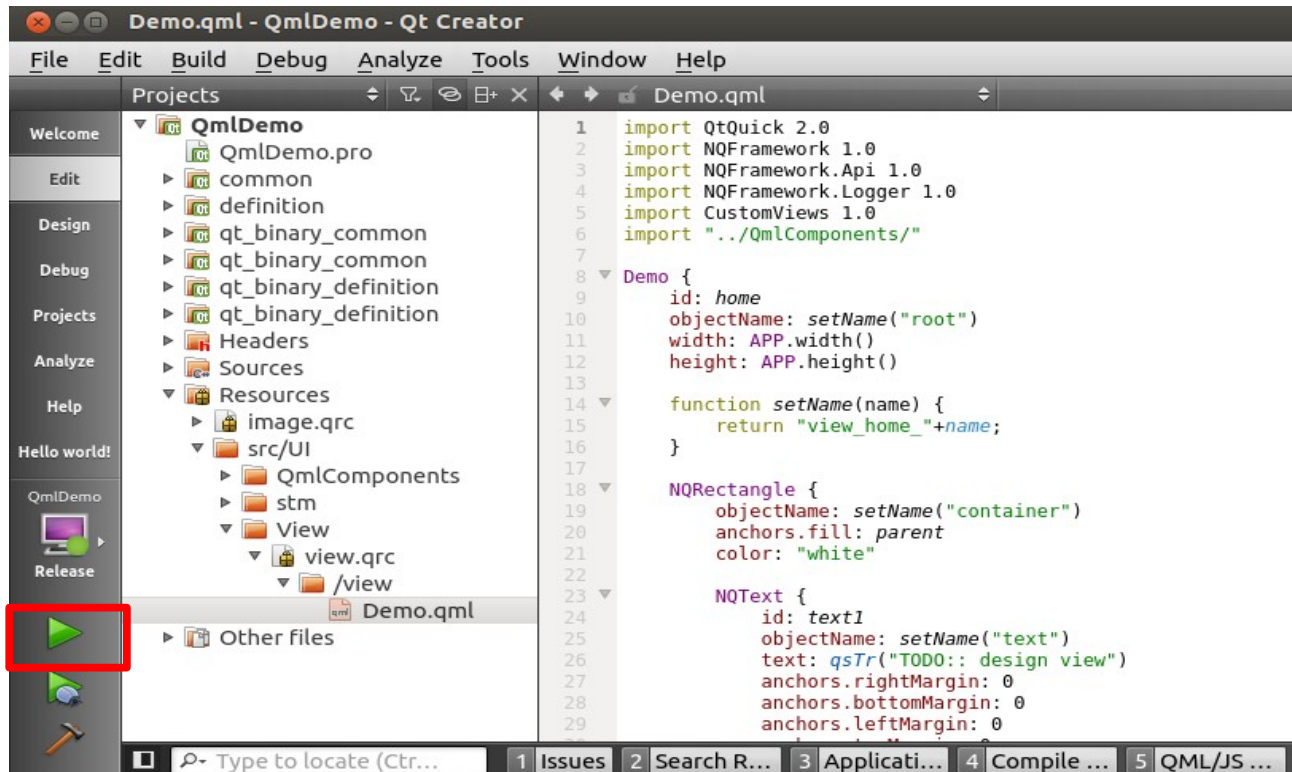 Demo.qml - QmlDemo - Qt Creator
File Edit Build Debug Analyze Tools Window Help
Projects
Demo.qml
Welcome
Edit
Design
Debug
Projects
Analyze
Help
Hello world!
QmlDemo
Release
QmlDemo
QmlDemo.pro
common
definition
qt_binary_common
qt_binary_common
qt_binary_definition
qt_binary_definition
Headers
Sources
Resources
image.qrc
src/UI
QmlComponents
stm
View
view.qrc
/view
Demo.qml
Other files
1 import QtQuick 2.0
2 import NQFramework 1.0
3 import NQFramework.Api 1.0
4 import NQFramework.Logger 1.0
5 import CustomViews 1.0
6 import "../QmlComponents/"
7
8 Demo {
9 id: home
10 objectName: setName("root")
11 width: APP.width()
12 height: APP.height()
13
14 function setName(name) {
15 return "view_home_"+name;
16 }
17
18 NQRectangle {
19 objectName: setName("container")
20 anchors.fill: parent
21 color: "white"
22
23 NQText {
24 id: text1
25 objectName: setName("text")
26 text: qsTr("TODO:: design view")
27 anchors.rightMargin: 0
28 anchors.bottomMargin: 0
29 anchors.leftMargin: 0
Type to locate (Ctr...
1 Issues 2 Search R... 3 Applicati... 4 Compile ... 5 QML/JS ...